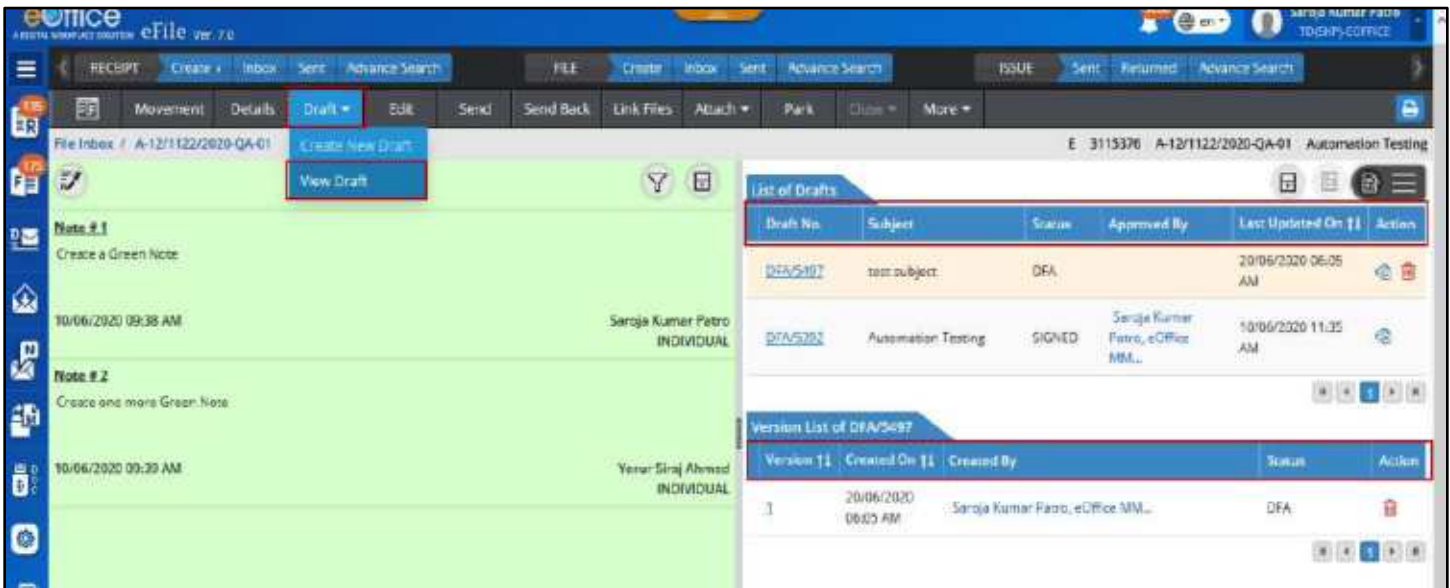 eOffice
A DIGITAL WORKPLACE SOLUTION eFile ver 7.0
en
Saroja Kumar Patro
RECEIPT Create Inbox Sent Advance Search FILE Create Inbox Sent Advance Search ISSUE Sent Returned Advance Search
Movement Details Draft Edit Send Send Back Link Files Attach Park Close More
File Inbox / A-12/1122/2020-QA-01
Create New Draft
View Draft
E 3115376 A-12/1122/2020-QA-01 Automation Testing
Note # 1
Create a Green Note
10/06/2020 09:38 AM
Saroja Kumar Patro
INDIVIDUAL
Note # 2
Create one more Green Note
10/06/2020 09:39 AM
Siraj Ahmed
INDIVIDUAL
List of Drafts
Draft No. Subject Status Approved By Last Updated On Action
DFA/5497 test subject DFA 20/06/2020 06:05 AM
Automation Testing SIGNED Saroja Kumar Patro, eOffice MM... 10/06/2020 11:35 AM
1
Version List of DFA/5497
Version Created On Created By Status Action
1 20/06/2020 06:05 AM Saroja Kumar Patro, eOffice MM... DFA
1